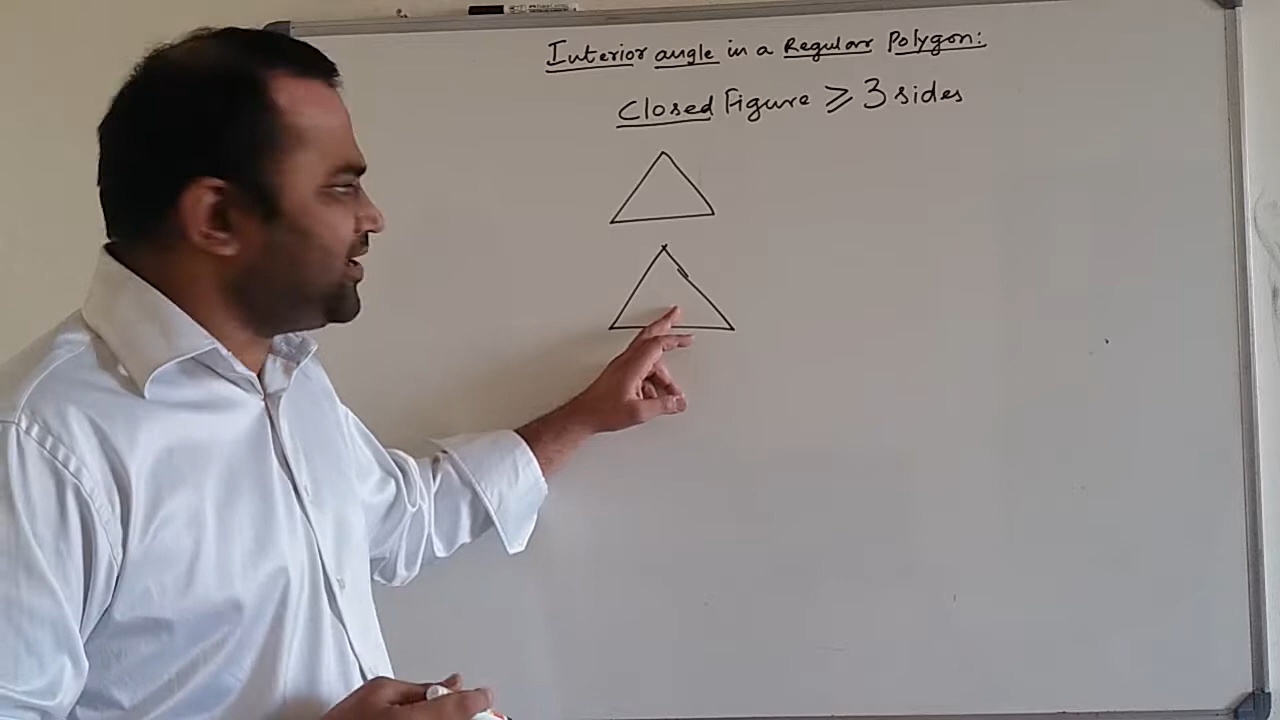 Interior angle in a Regular Polygon:
Closed Figure ⩾ 3 sides